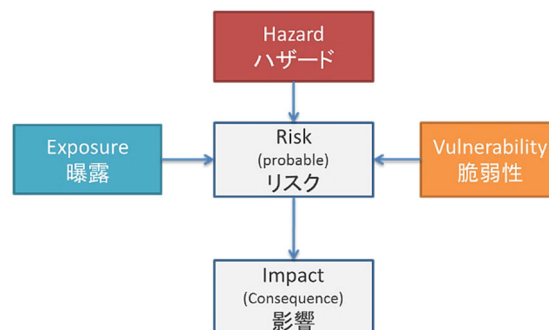 Hazard
ハザード
Exposure
曝露
Risk
(probable)
リスク
Vulnerability
脆弱性
Impact
(Consequence)
影響